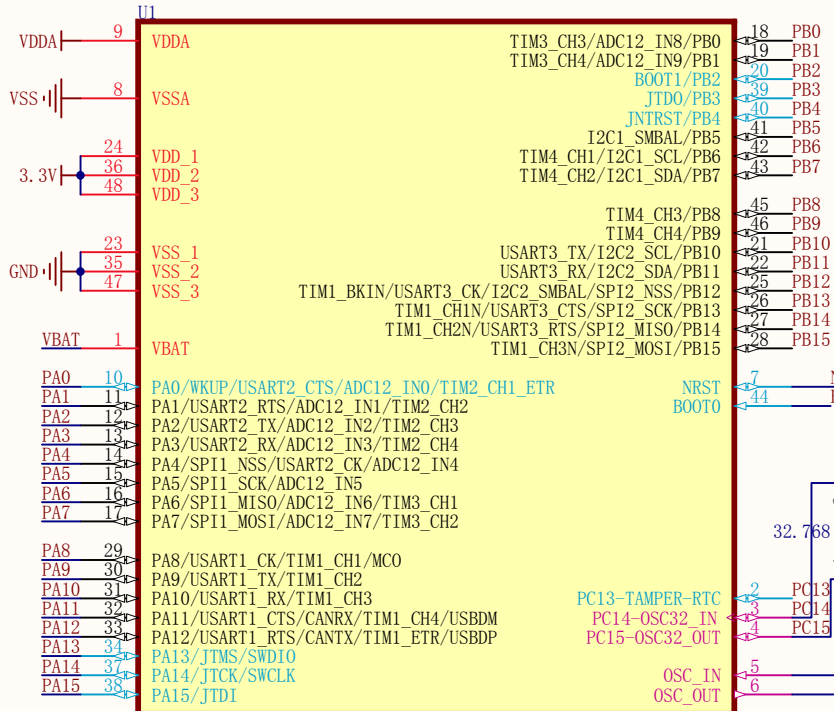 U1
VDDA 9 VDDA
VSS 8 VSSA
24 VDD_1
3.3V 36 VDD_2
48 VDD_3
23 VSS_1
GND 35 VSS_2
47 VSS_3
VBAT 1 VBAT
PA0 10 PA0/WKUP/USART2_CTS/ADC12_IN0/TIM2_CH1_ETR
PA1 11 PA1/USART2_RTS/ADC12_IN1/TIM2_CH2
PA2 12 PA2/USART2_TX/ADC12_IN2/TIM2_CH3
PA3 13 PA3/USART2_RX/ADC12_IN3/TIM2_CH4
PA4 14 PA4/SPI1_NSS/USART2_CK/ADC12_IN4
PA5 15 PA5/SPI1_SCK/ADC12_IN5
PA6 16 PA6/SPI1_MISO/ADC12_IN6/TIM3_CH1
PA7 17 PA7/SPI1_MOSI/ADC12_IN7/TIM3_CH2
PA8 29 PA8/USART1_CK/TIM1_CH1/MCO
PA9 30 PA9/USART1_TX/TIM1_CH2
PA10 31 PA10/USART1_RX/TIM1_CH3
PA11 32 PA11/USART1_CTS/CANRX/TIM1_CH4/USBDM
PA12 33 PA12/USART1_RTS/CANTX/TIM1_ETR/USBDP
PA13 34 PA13/JTMS/SWDIO
PA14 37 PA14/JTCK/SWCLK
PA15 38 PA15/JTDI
TIM3_CH3/ADC12_IN8/PB0 18 PB0
TIM3_CH4/ADC12_IN9/PB1 19 PB1
BOOT1/PB2 20 PB2
JTDO/PB3 39 PB3
JNTRST/PB4 40 PB4
I2C1_SMBAL/PB5 41 PB5
TIM4_CH1/I2C1_SCL/PB6 42 PB6
TIM4_CH2/I2C1_SDA/PB7 43 PB7
TIM4_CH3/PB8 45 PB8
TIM4_CH4/PB9 46 PB9
USART3_TX/I2C2_SCL/PB10 21 PB10
USART3_RX/I2C2_SDA/PB11 22 PB11
TIM1_BKIN/USART3_CK/I2C2_SMBAL/SPI2_NSS/PB12 25 PB12
TIM1_CH1N/USART3_CTS/SPI2_SCK/PB13 26 PB13
TIM1_CH2N/USART3_RTS/SPI2_MISO/PB14 27 PB14
TIM1_CH3N/SPI2_MOSI/PB15 28 PB15
NRST 7
BOOT0 44
32.768
PC13-TAMPER-RTC 2 PC13
PC14-OSC32_IN 3 PC14
PC15-OSC32_OUT 4 PC15
OSC_IN 5
OSC_OUT 6